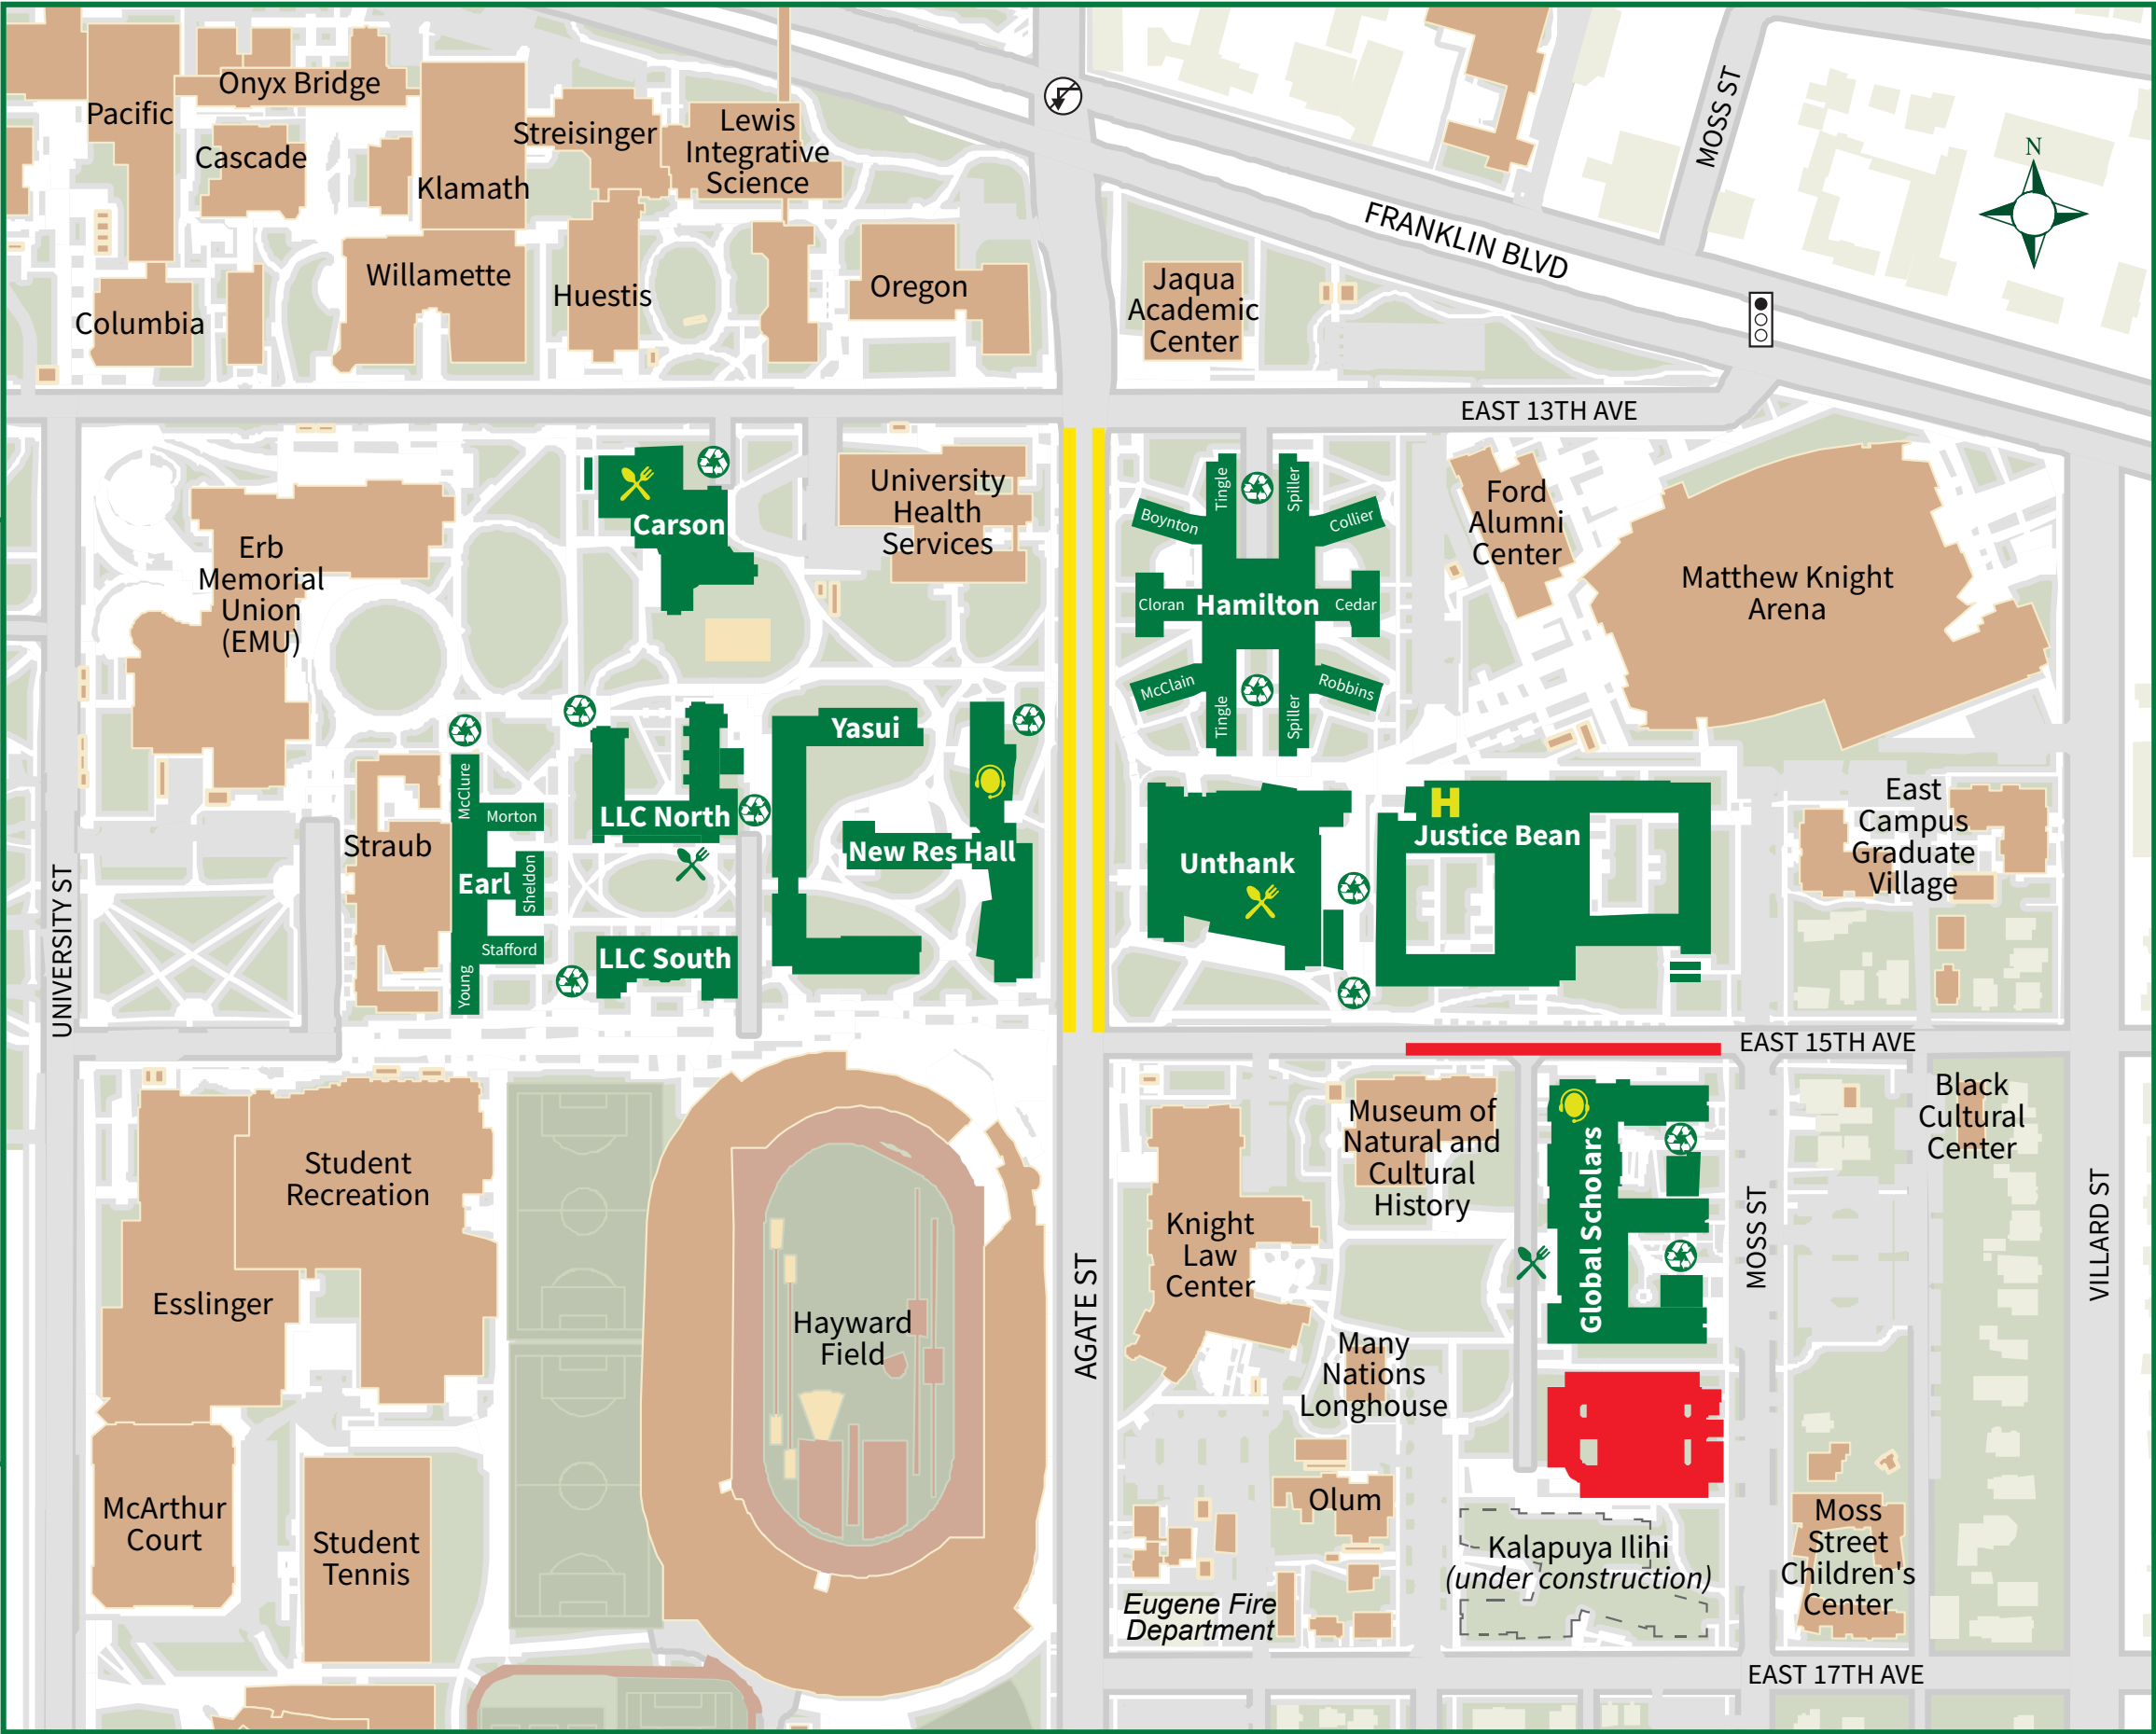 Onyx Bridge
Pacific
Cascade
Klamath
Streisinger
Lewis
Integrative
Science
Columbia
Willamette
Huestis
Oregon
Jaqua
Academic
Center
FRANKLIN BLVD
MOSS ST
N
EAST 13TH AVE
Erb
Memorial
Union
(EMU)
Carson
University
Health
Services
Tingle
Spiller
Boynton
Collier
Cloran
Hamilton
Cedar
McClain
Robbins
Tingle
Spiller
Ford
Alumni
Center
Matthew Knight
Arena
UNIVERSITY ST
Straub
McClure
Morton
Earl
Sheldon
Stafford
Young
LLC North
LLC South
Yasui
New Res Hall
Unthank
H
Justice Bean
East
Campus
Graduate
Village
EAST 15TH AVE
Student
Recreation
Esslinger
McArthur
Court
Student
Tennis
Hayward
Field
AGATE ST
Knight
Law
Center
Museum of
Natural and
Cultural
History
Global Scholars
MOSS ST
Black
Cultural
Center
VILLARD ST
Many
Nations
Longhouse
Olum
Kalapuya Ilihi
(under construction)
Eugene Fire
Department
Moss
Street
Children's
Center
EAST 17TH AVE